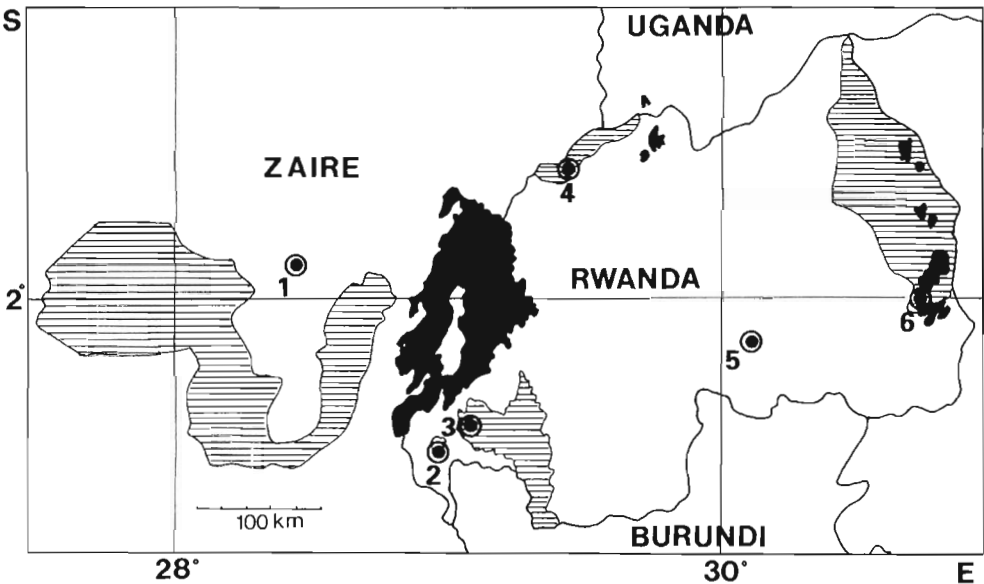 S
UGANDA
ZAIRE
4
1
RWANDA
2°
6
5
3
2
100 km
BURUNDI
28°
30°
E